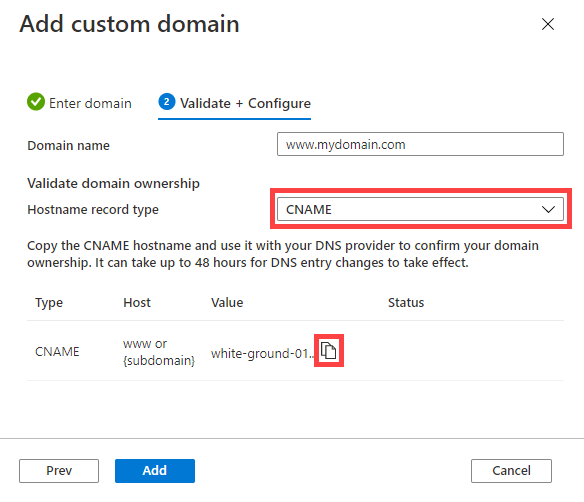 Add custom domain
Enter domain
2 Validate + Configure
Domain name www.mydomain.com
Validate domain ownership
Hostname record type CNAME
Copy the CNAME hostname and use it with your DNS provider to confirm your domain
ownership. It can take up to 48 hours for DNS entry changes to take effect.
Type Host Value Status
CNAME www or {subdomain} white-ground-01..
Prev Add Cancel